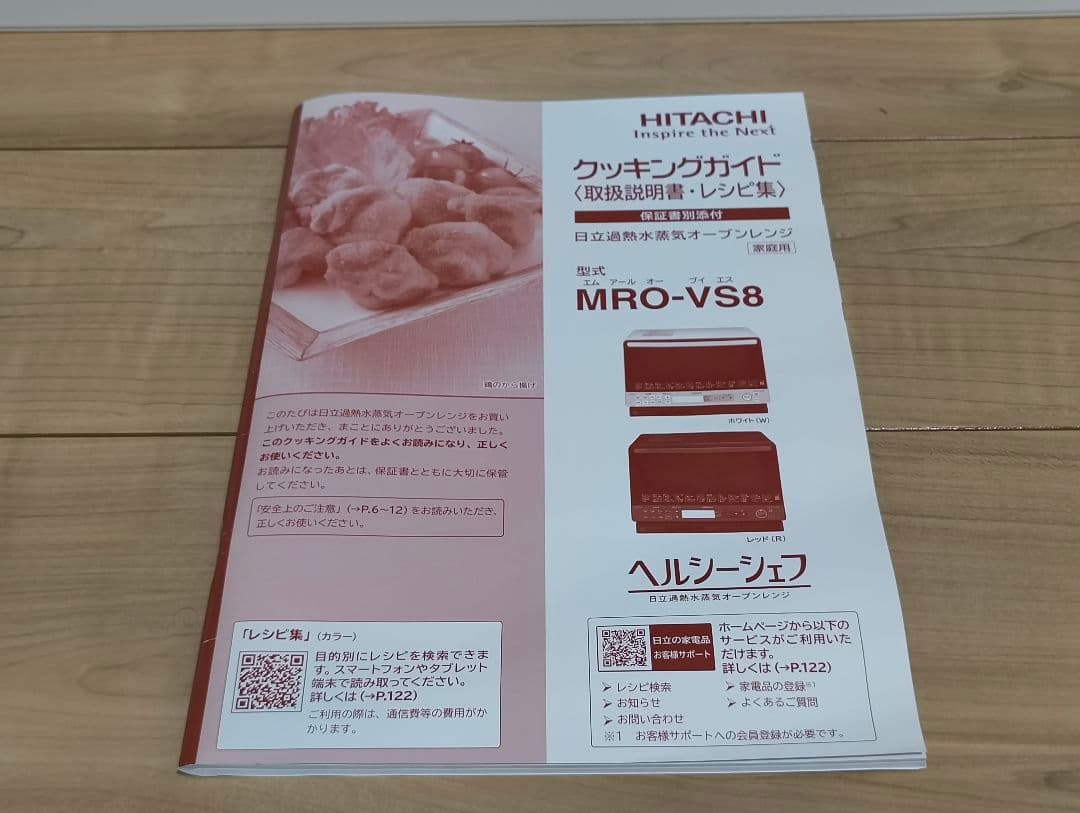 HITACHI
Inspire the Next
クッキングガイド
〈取扱説明書・レシピ集〉
保証書別添付
日立過熱水蒸気オーブンレンジ
家庭用
型式
エム アール オー ブイ エス
MRO-VS8
ホワイト(W)
レッド(R)
ヘルシーシェフ
日立過熱水蒸気オーブンレンジ
日立の家電品
お客様サポート
ホームページから以下の
サービスがご利用いた
だけます。
詳しくは(→P.122)
➢ レシピ検索
➢ 家電品の登録※1
➢ お知らせ
➢ よくあるご質問
➢ お問い合わせ
※1 お客様サポートへの会員登録が必要です。
鶏のから揚げ
このたびは日立過熱水蒸気オーブンレンジをお買い
上げいただき、まことにありがとうございました。
このクッキングガイドをよくお読みになり、正しく
お使いください。
お読みになったあとは、保証書とともに大切に保管
してください。
「安全上のご注意」(→P.6~12)をお読みいただき、
正しくお使いください。
「レシピ集」(カラー)
目的別にレシピを検索できま
す。スマートフォンやタブレット
端末で読み取ってください。
詳しくは(→P.122)
ご利用の際は、通信費等の費用がか
かります。